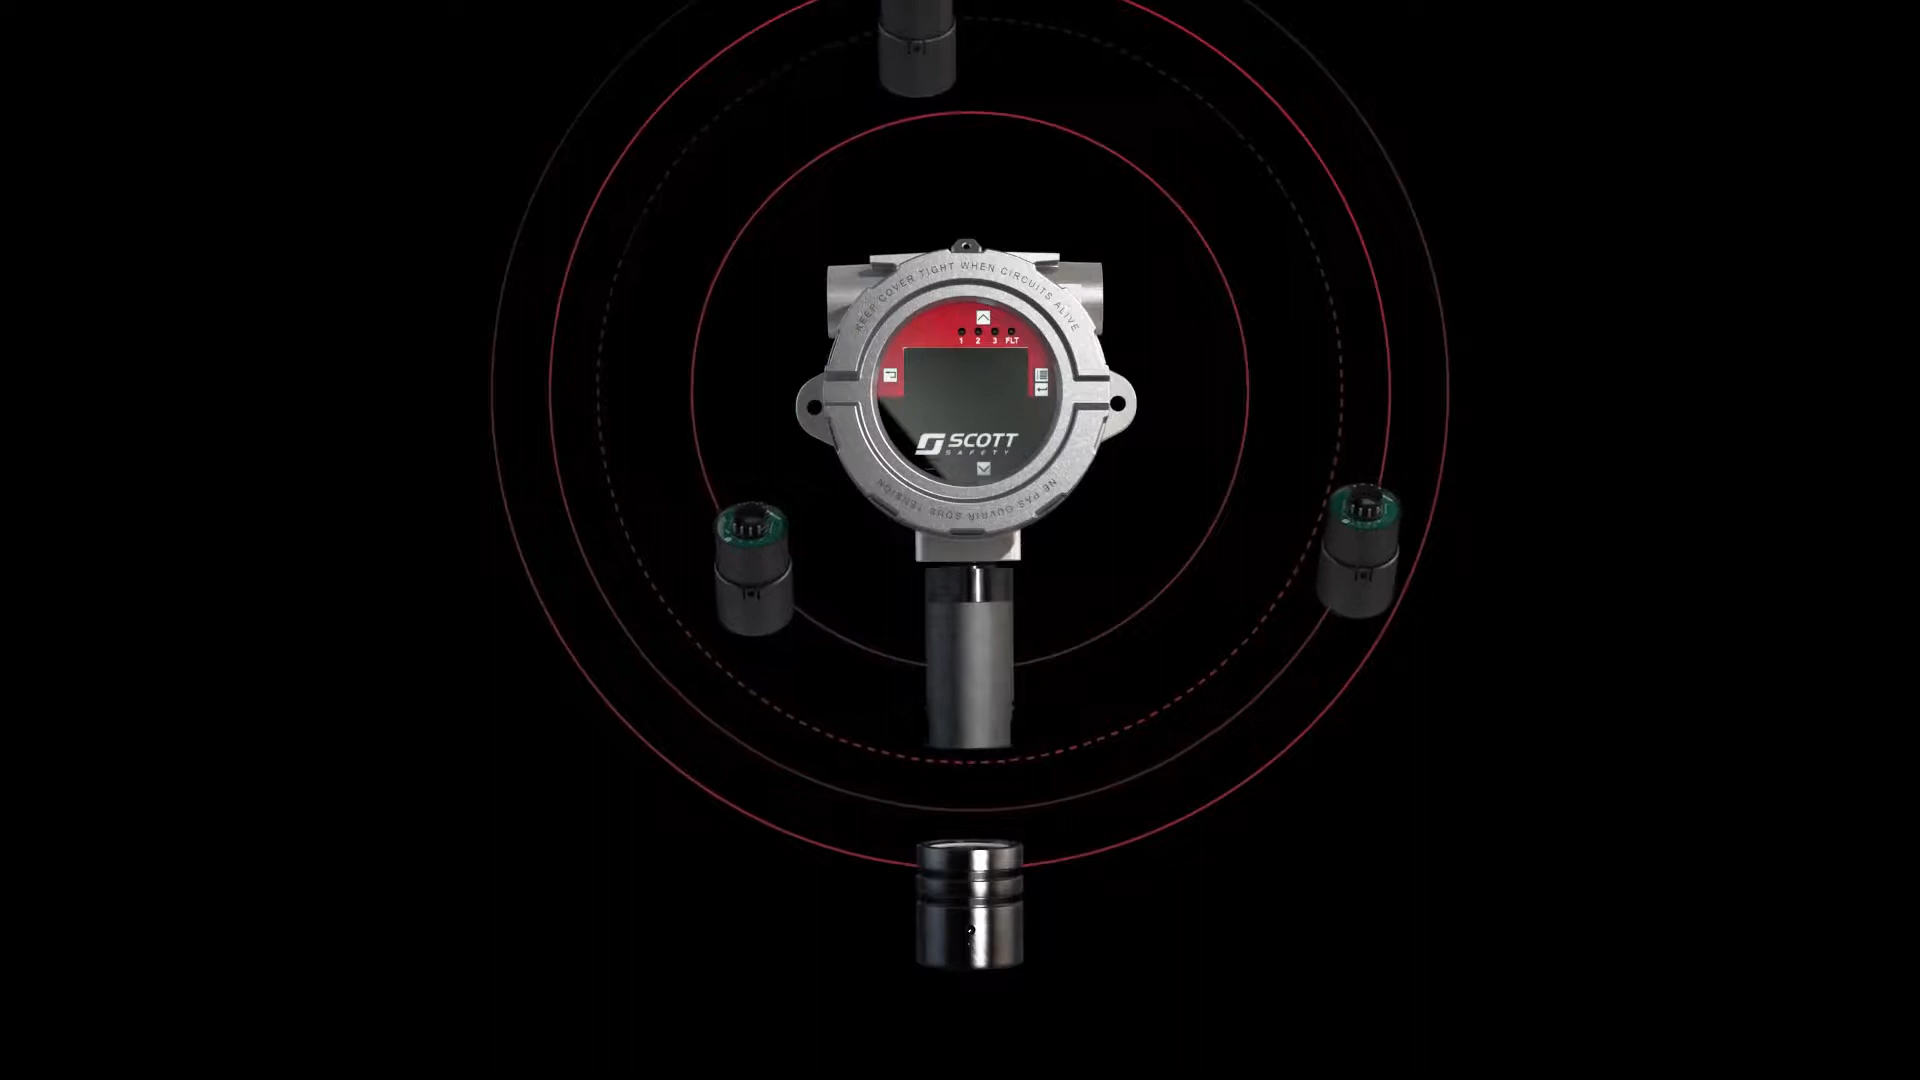 KEEP COVER TIGHT WHEN CIRCUITS ALIVE
1 2 3 FLT
SCOTT
SAFETY
NE PAS OUVRIR SOUS TENSION